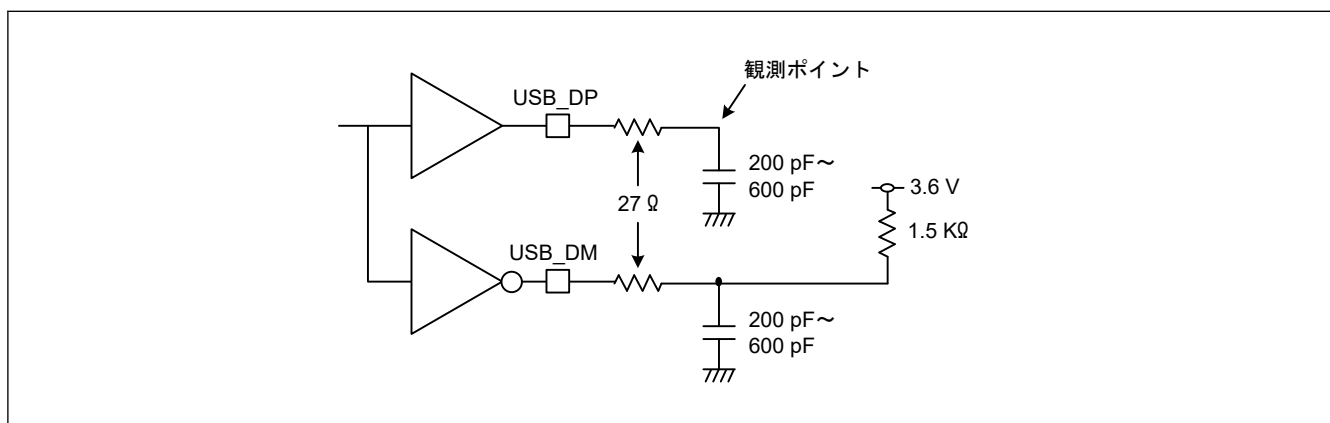 観測ポイント
USB_DP
200 pF～
600 pF
3.6 V
27 Ω
1.5 KΩ
USB_DM
200 pF～
600 pF